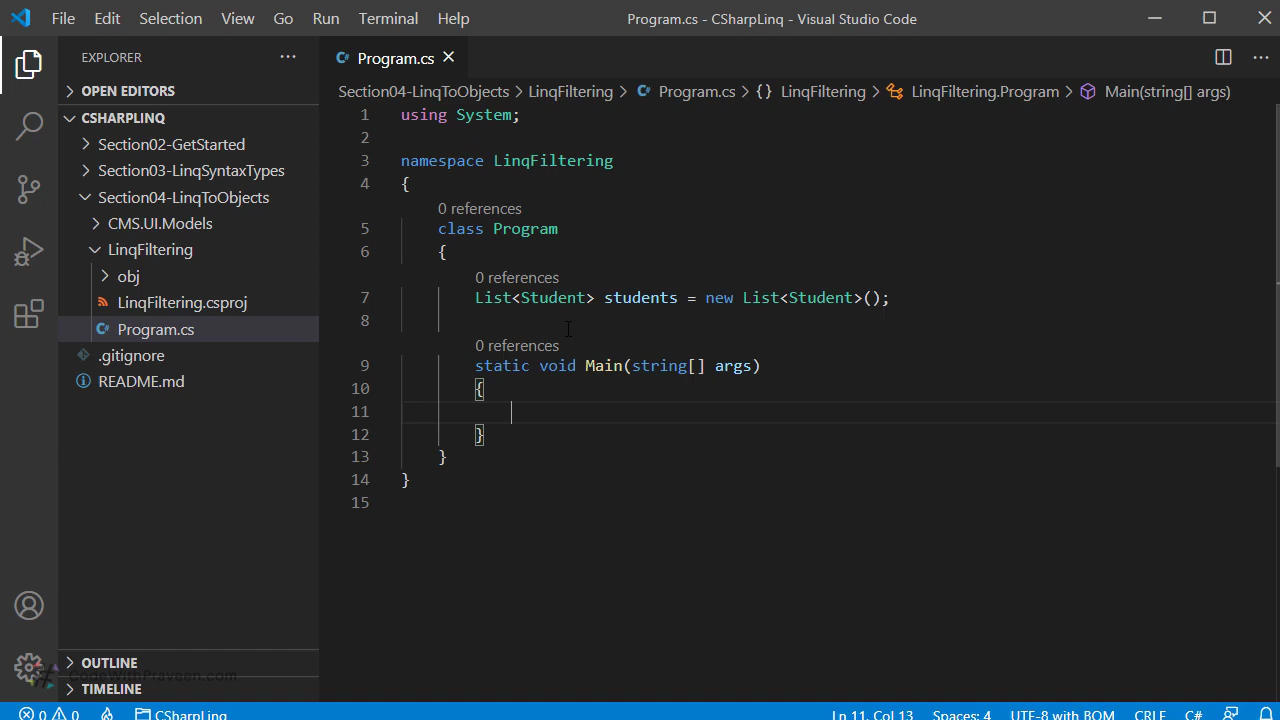 File Edit Selection View Go Run Terminal Help Program.cs - CSharpLinq - Visual Studio Code
EXPLORER
OPEN EDITORS
CSHARPLINQ
Section02-GetStarted
Section03-LinqSyntaxTypes
Section04-LinqToObjects
CMS.UI.Models
LinqFiltering
obj
LinqFiltering.csproj
Program.cs
.gitignore
README.md
OUTLINE
CodeWithPraveen.com
TIMELINE
Program.cs
Section04-LinqToObjects > LinqFiltering > Program.cs > {} LinqFiltering > LinqFiltering.Program > Main(string[] args)
1 using System;
2
3 namespace LinqFiltering
4 {
0 references
5 class Program
6 {
0 references
7 List<Student> students = new List<Student>();
8
0 references
9 static void Main(string[] args)
10 {
11
12 }
13 }
14 }
15
0 0 CSharpLinq Ln 11, Col 13 Spaces: 4 UTF-8 with BOM CRLF C#